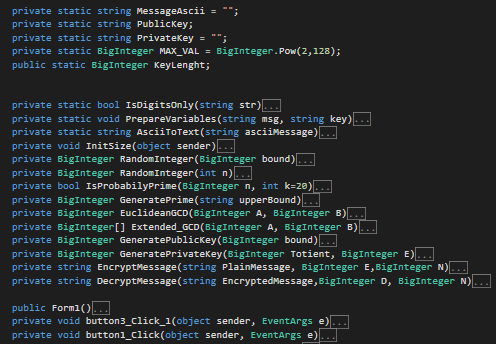 private static string MessageAscii = "";
private static string PublicKey;
private static string PrivateKey = "";
private static BigInteger MAX_VAL = BigInteger.Pow(2,128);
public static BigInteger KeyLenght;
private static bool IsDigitsOnly(string str)...
private static void PrepareVariables(string msg, string key)...
private static string AsciiToText(string asciiMessage)...
private void InitSize(object sender)...
private BigInteger RandomInteger(BigInteger bound)...
private BigInteger RandomInteger(int n)...
private bool IsProbabilyPrime(BigInteger n, int k=20)...
private BigInteger GeneratePrime(string upperBound)...
private BigInteger EuclideanGCD(BigInteger A, BigInteger B)...
private BigInteger[] Extended_GCD(BigInteger A, BigInteger B)...
private BigInteger GeneratePublicKey(BigInteger bound)...
private BigInteger GeneratePrivateKey(BigInteger Totient, BigInteger E)...
private string EncryptMessage(string PlainMessage, BigInteger E,BigInteger N)...
private string DecryptMessage(string EncryptedMessage,BigInteger D, BigInteger N)...
public Form1()...
private void button3_Click_1(object sender, EventArgs e)...
private void button1_Click(object sender, EventArgs e)...